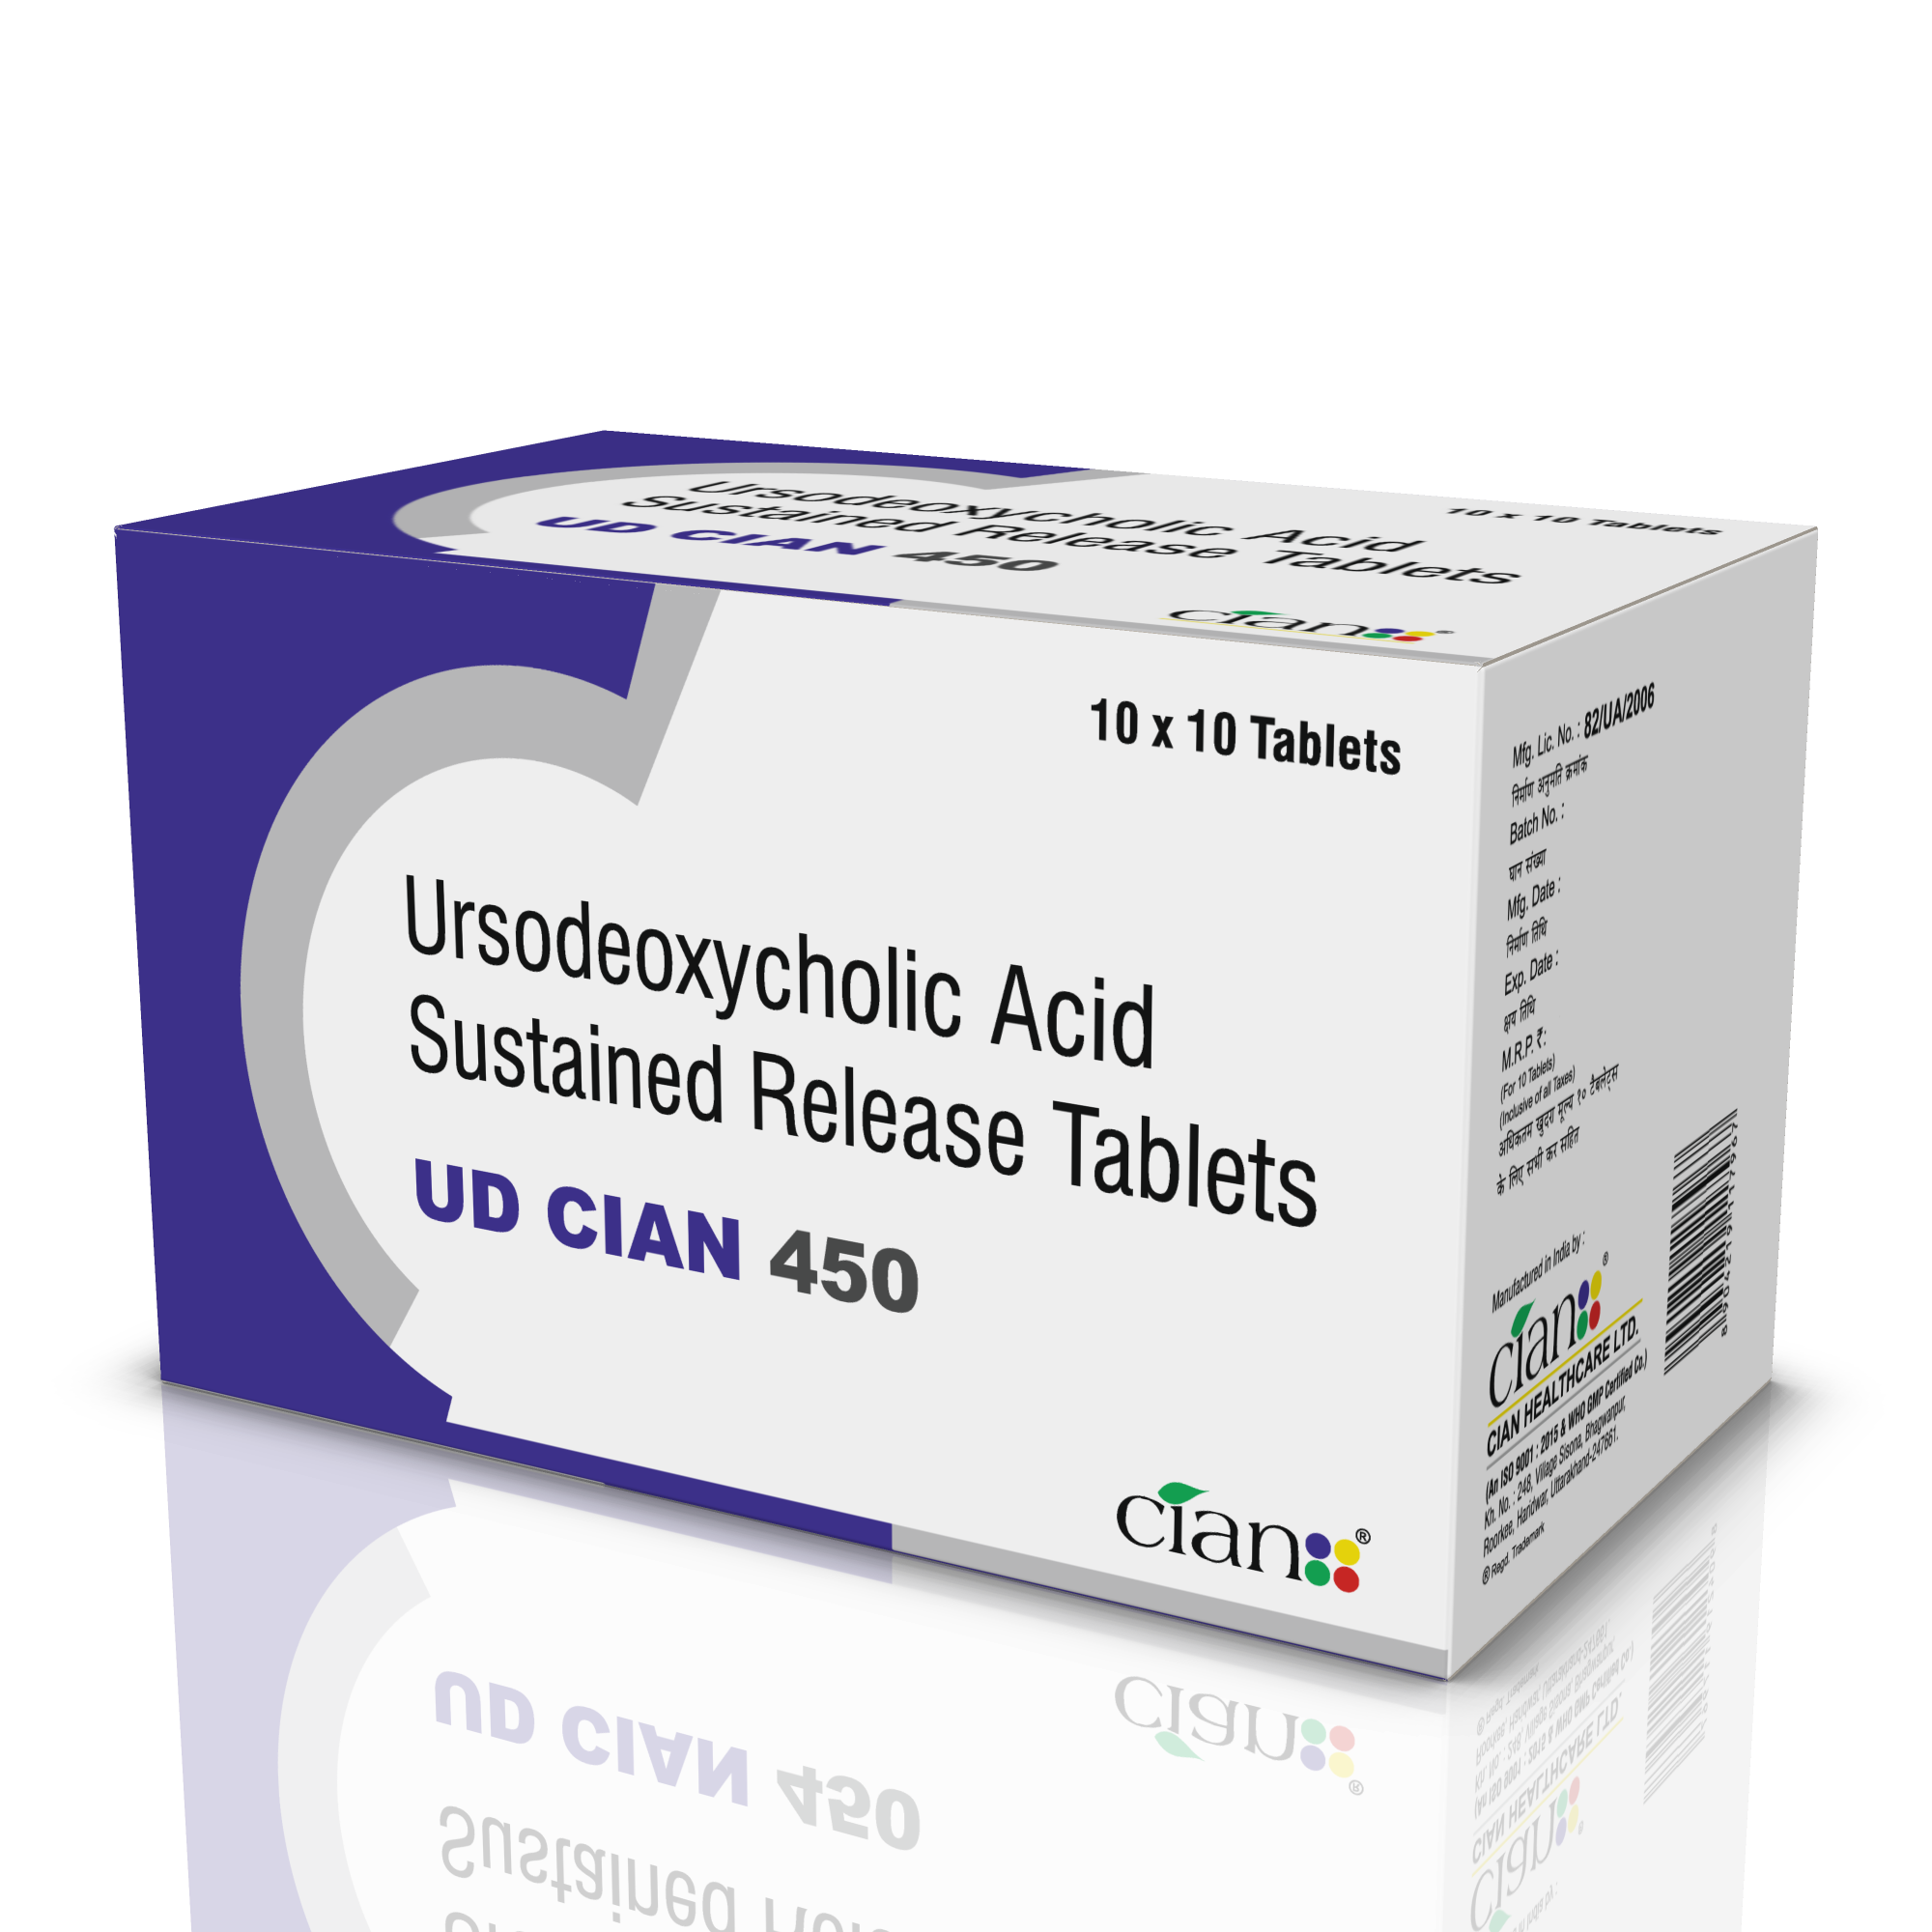 Ursodeoxycholic Acid
Sustained Release Tablets
UD CIAN 450
10 x 10 Tablets
cian®
10 x 10 Tablets
Ursodeoxycholic Acid
Sustained Release Tablets
UD CIAN 450
cian®
Mfg. Lic. No. : 82/UA/2006
निर्माण अनुमति क्रमांक
Batch No. :
घान संख्या
Mfg. Date :
निर्माण तिथि
Exp. Date :
क्षय तिथि
M.R.P. ₹:
(For 10 Tablets)
(Inclusive of all Taxes)
अधिकतम खुदरा मूल्य १० टैबलेट्स
के लिए सभी कर सहित
Manufactured in India by :
cian®
CIAN HEALTHCARE LTD.
(An ISO 9001 : 2015 & WHO GMP Certified Co.)
Kh. No. : 248, Village Sisona, Bhagwanpur,
Roorkee, Haridwar, Uttarakhand-247661.
® Regd. Trademark